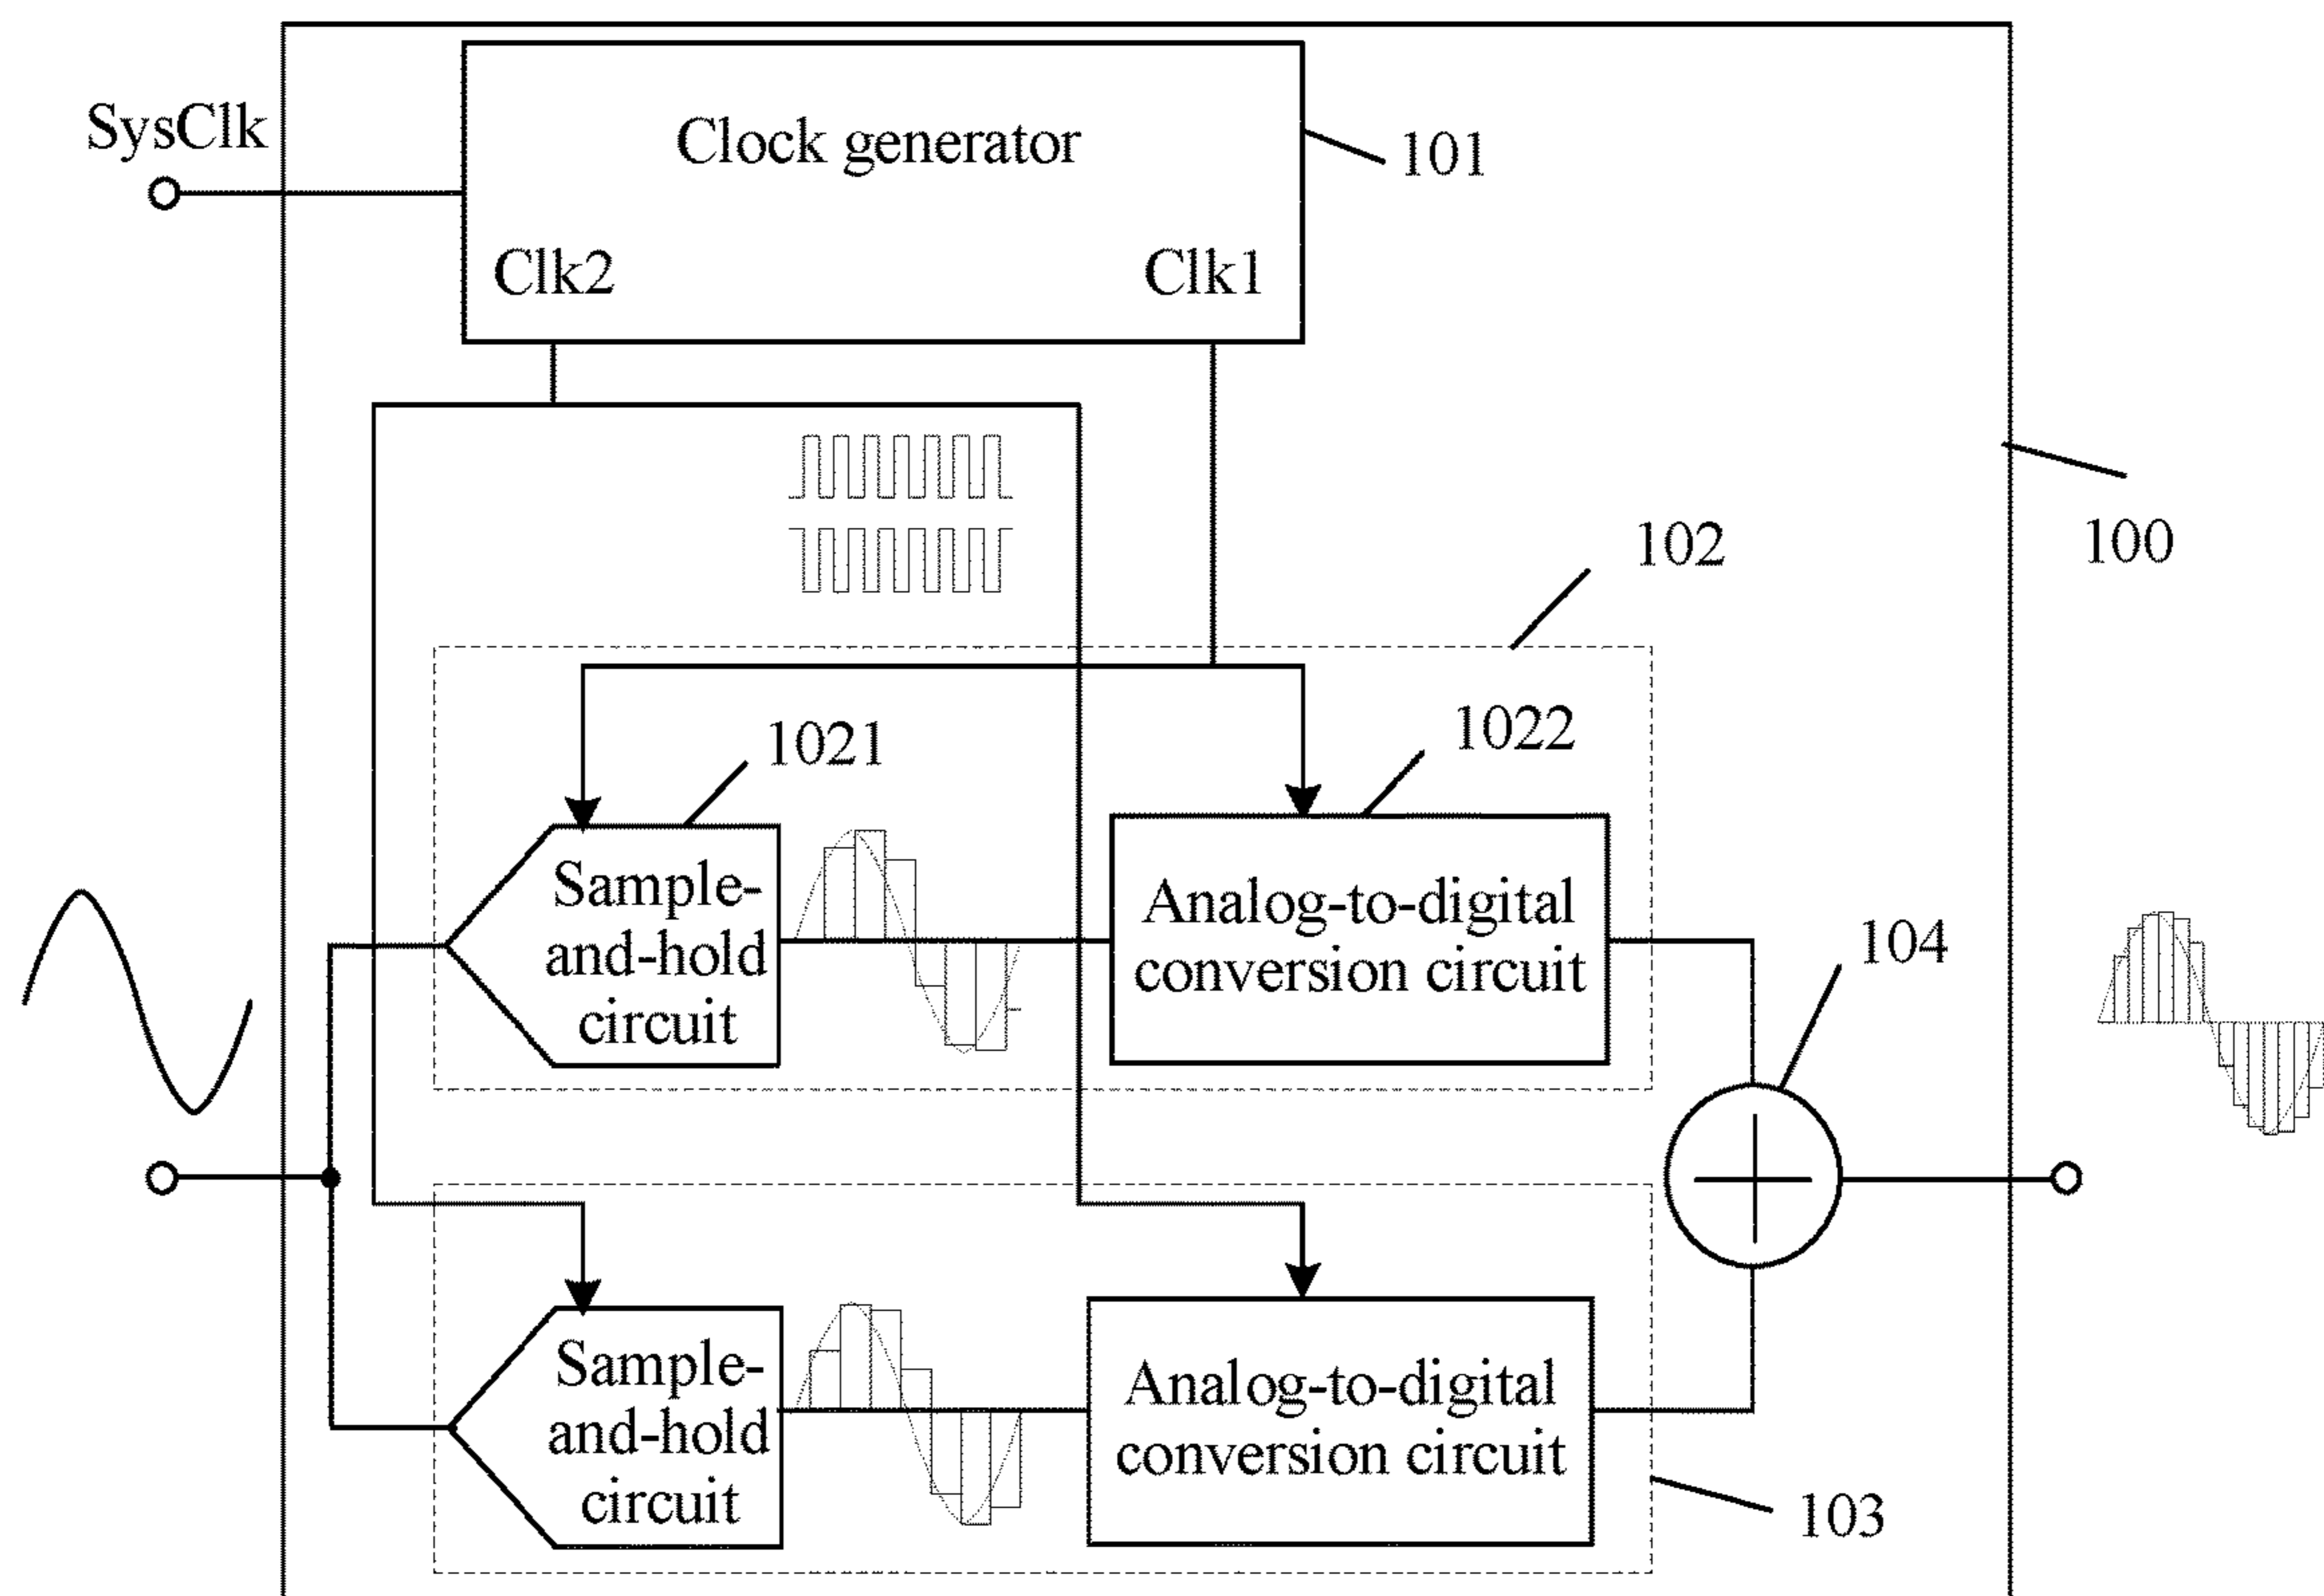 SysClk
Clock generator
101
Clk2
Clk1
100
102
1021
1022
Sample-
and-hold
circuit
Analog-to-digital
conversion circuit
104
Sample-
and-hold
circuit
Analog-to-digital
conversion circuit
103